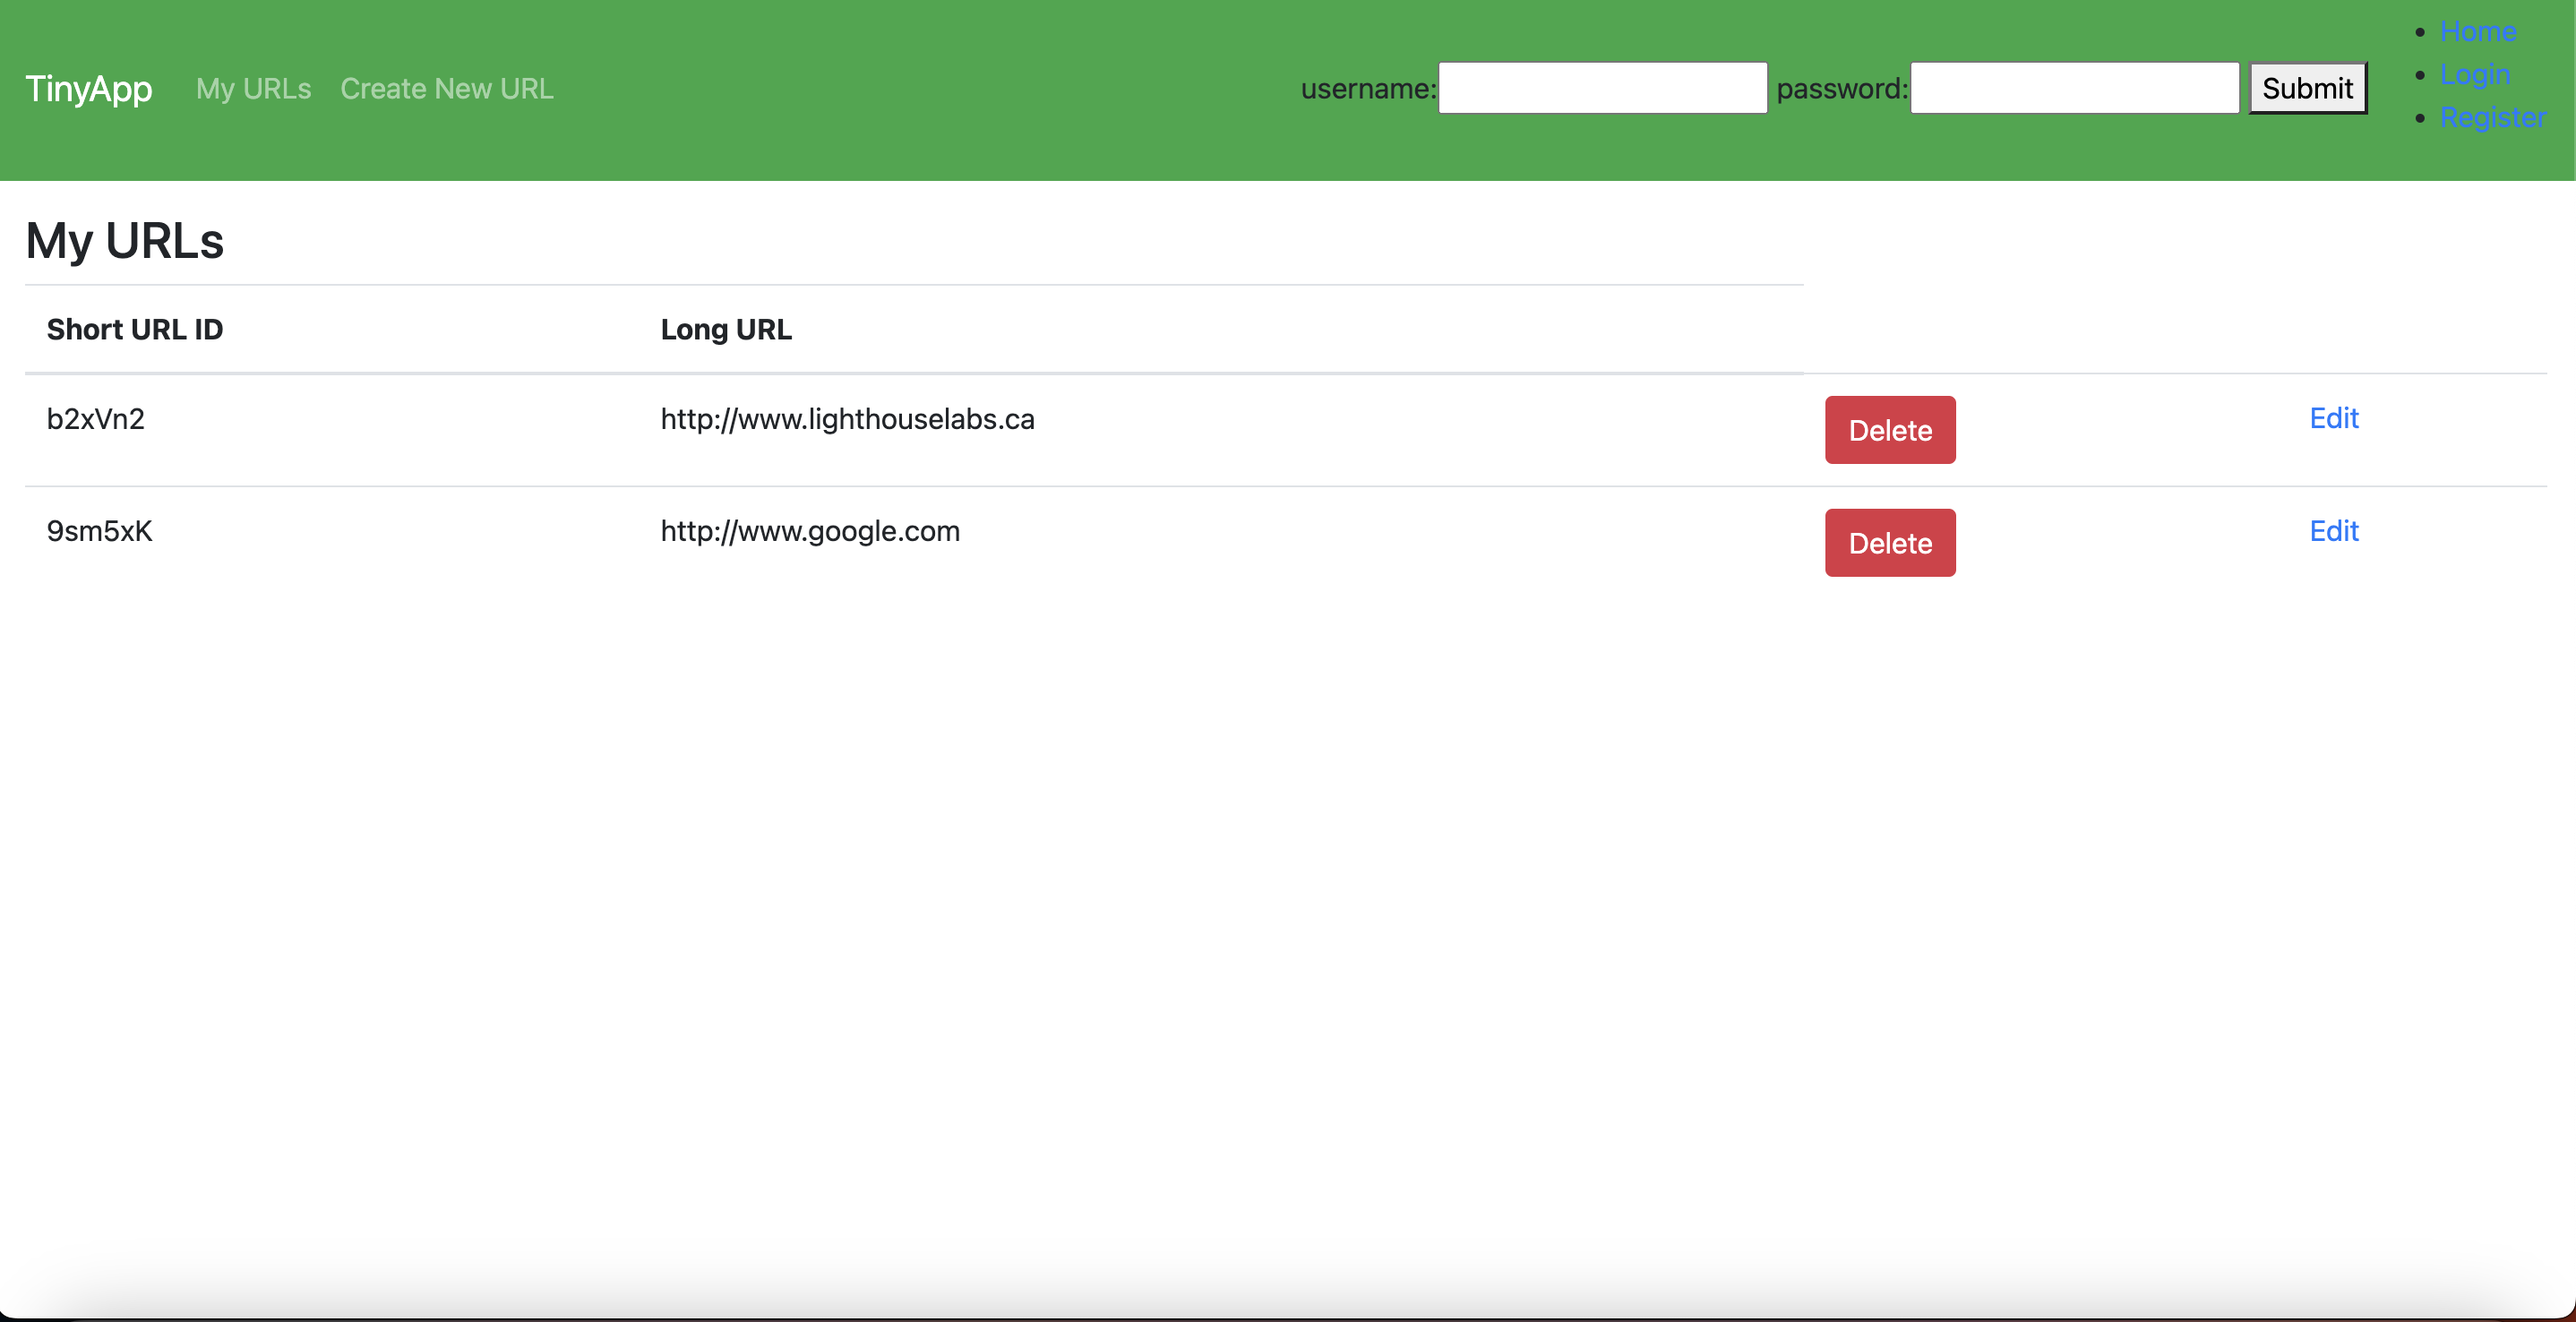 TinyApp My URLs Create New URL username: password: Submit
Home
Login
Register
My URLs
Short URL ID Long URL
b2xVn2 http://www.lighthouselabs.ca Delete Edit
9sm5xK http://www.google.com Delete Edit